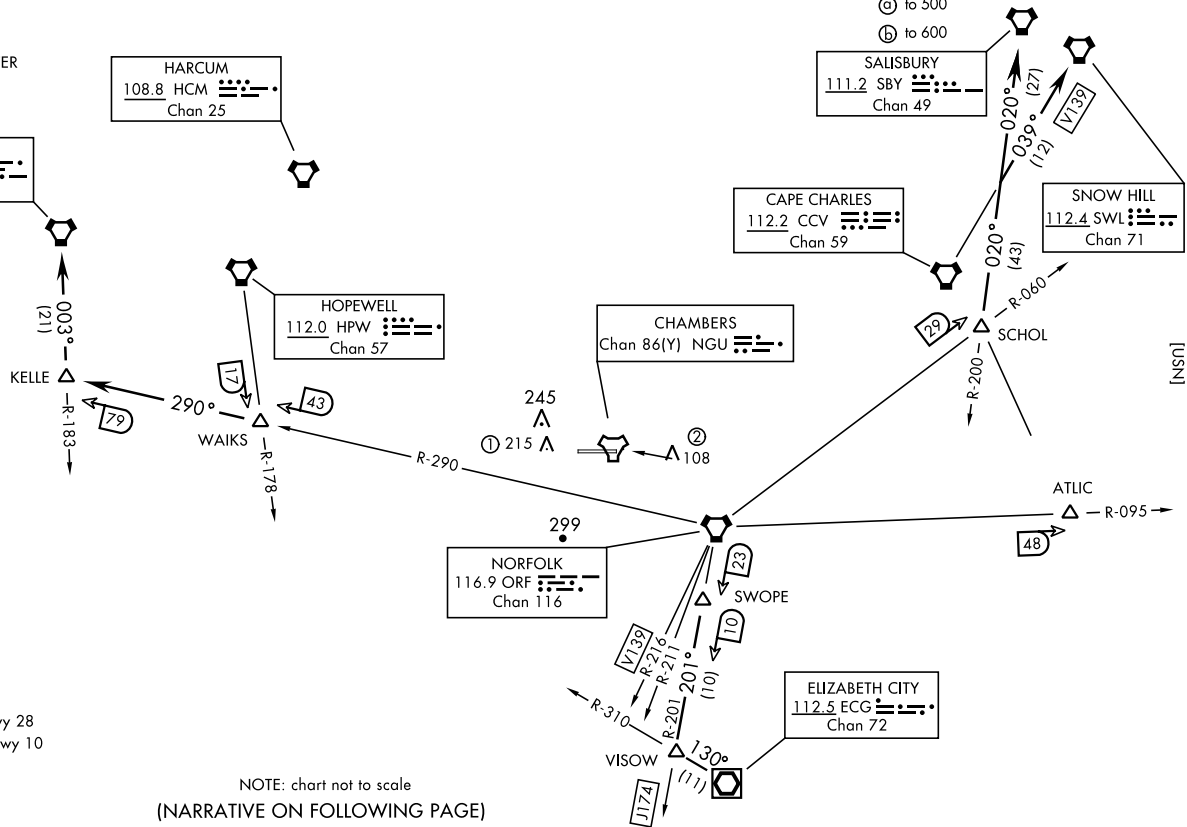 ⓐ to 500
ⓑ to 600
ER
HARCUM
108.8 HCM
Chan 25
SALISBURY
111.2 SBY
Chan 49
020°
(27)
039°
(12)
V139
CAPE CHARLES
112.2 CCV
Chan 59
SNOW HILL
112.4 SWL
Chan 71
020°
(43)
R-060
29
SCHOL
R-200
[USN]
HOPEWELL
112.0 HPW
Chan 57
CHAMBERS
Chan 86(Y) NGU
003°
(21)
KELLE
R-183
79
290°
17
43
WAIKS
R-178
R-290
245
① 215
②
108
ATLIC
R-095
48
299
NORFOLK
116.9 ORF
Chan 116
23
SWOPE
10
V139
R-216
R-211
201°
(10)
R-201
R-310
VISOW
130°
(11)
J174
ELIZABETH CITY
112.5 ECG
Chan 72
wy 28
wy 10
NOTE: chart not to scale
(NARRATIVE ON FOLLOWING PAGE)